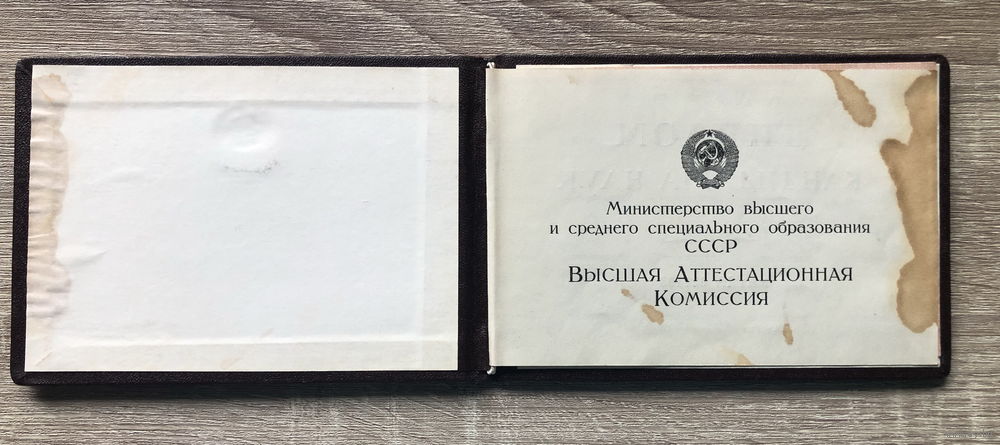 Министерство высшего
и среднего специального образования
СССР
Высшая Аттестационная
Комиссия